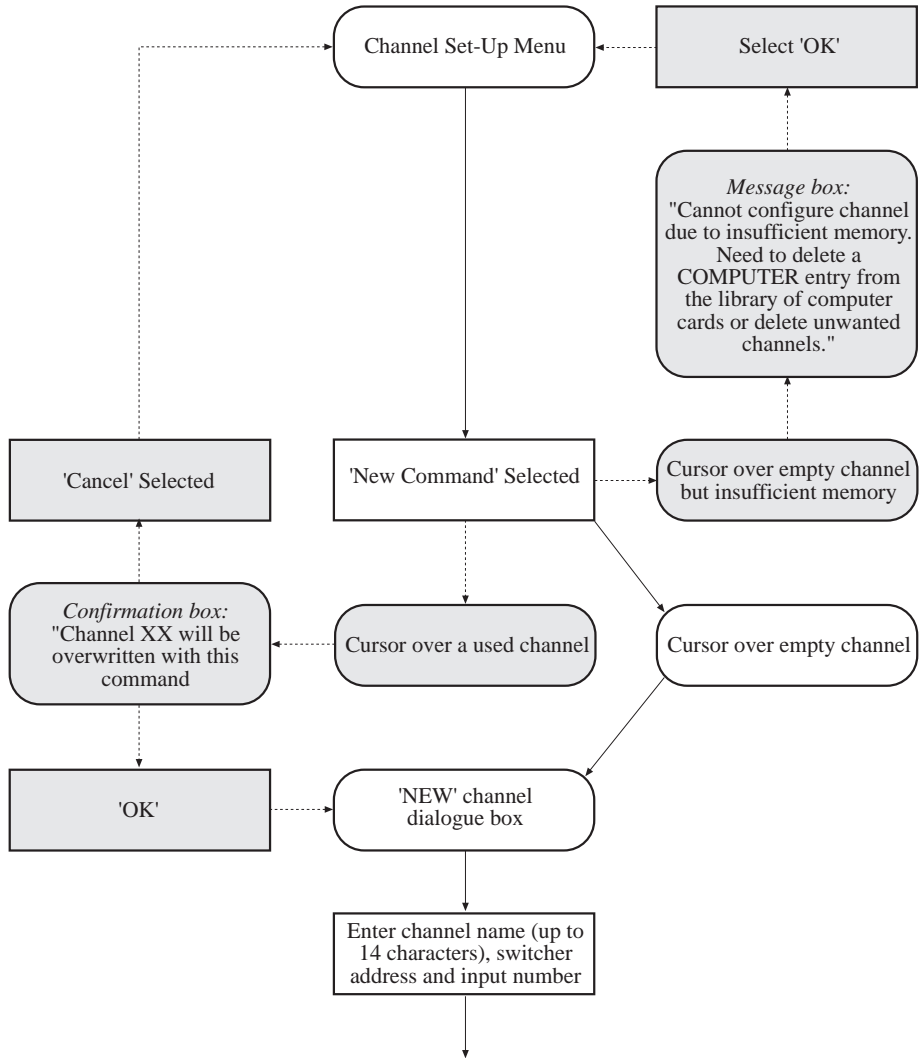 Channel Set-Up Menu
Select 'OK'
Message box:
"Cannot configure channel
due to insufficient memory.
Need to delete a
COMPUTER entry from
the library of computer
cards or delete unwanted
channels."
'Cancel' Selected
'New Command' Selected
Cursor over empty channel
but insufficient memory
Confirmation box:
"Channel XX will be
overwritten with this
command
Cursor over a used channel
Cursor over empty channel
'OK'
'NEW' channel
dialogue box
Enter channel name (up to
14 characters), switcher
address and input number